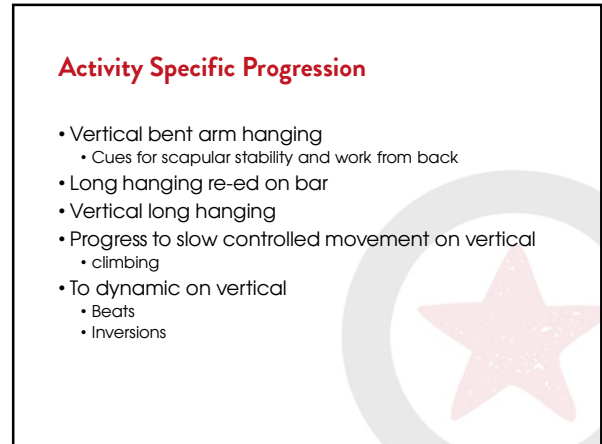 Activity Specific Progression
• Vertical bent arm hanging
• Cues for scapular stability and work from back
• Long hanging re-ed on bar
• Vertical long hanging
• Progress to slow controlled movement on vertical
• climbing
• To dynamic on vertical
• Beats
• Inversions